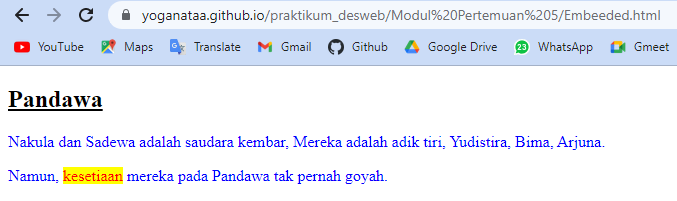 yoganataa.github.io/praktikum_desweb/Modul%20Pertemuan%205/Embeeded.html
YouTube Maps Translate Gmail Github Google Drive 23 WhatsApp Gmeet
Pandawa
Nakula dan Sadewa adalah saudara kembar, Mereka adalah adik tiri, Yudistira, Bima, Arjuna.
Namun, kesetiaan mereka pada Pandawa tak pernah goyah.